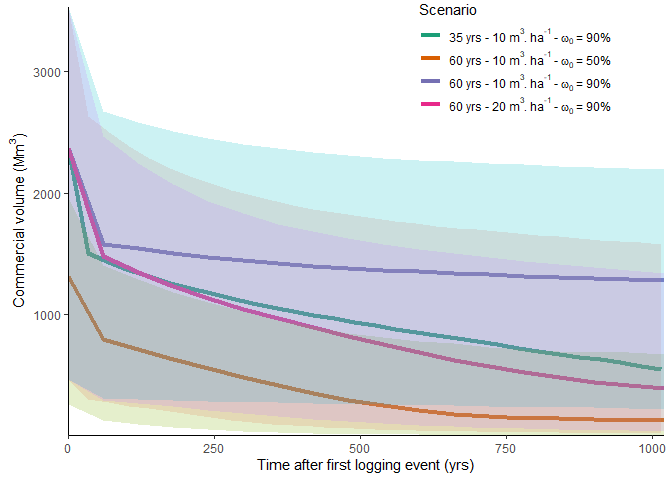 Scenario
35 yrs - 10 m³. ha⁻¹ - ω₀ = 90%
60 yrs - 10 m³. ha⁻¹ - ω₀ = 50%
60 yrs - 10 m³. ha⁻¹ - ω₀ = 90%
60 yrs - 20 m³. ha⁻¹ - ω₀ = 90%
Commercial volume (Mm³)
3000
2000
1000
0 250 500 750 1000
Time after first logging event (yrs)